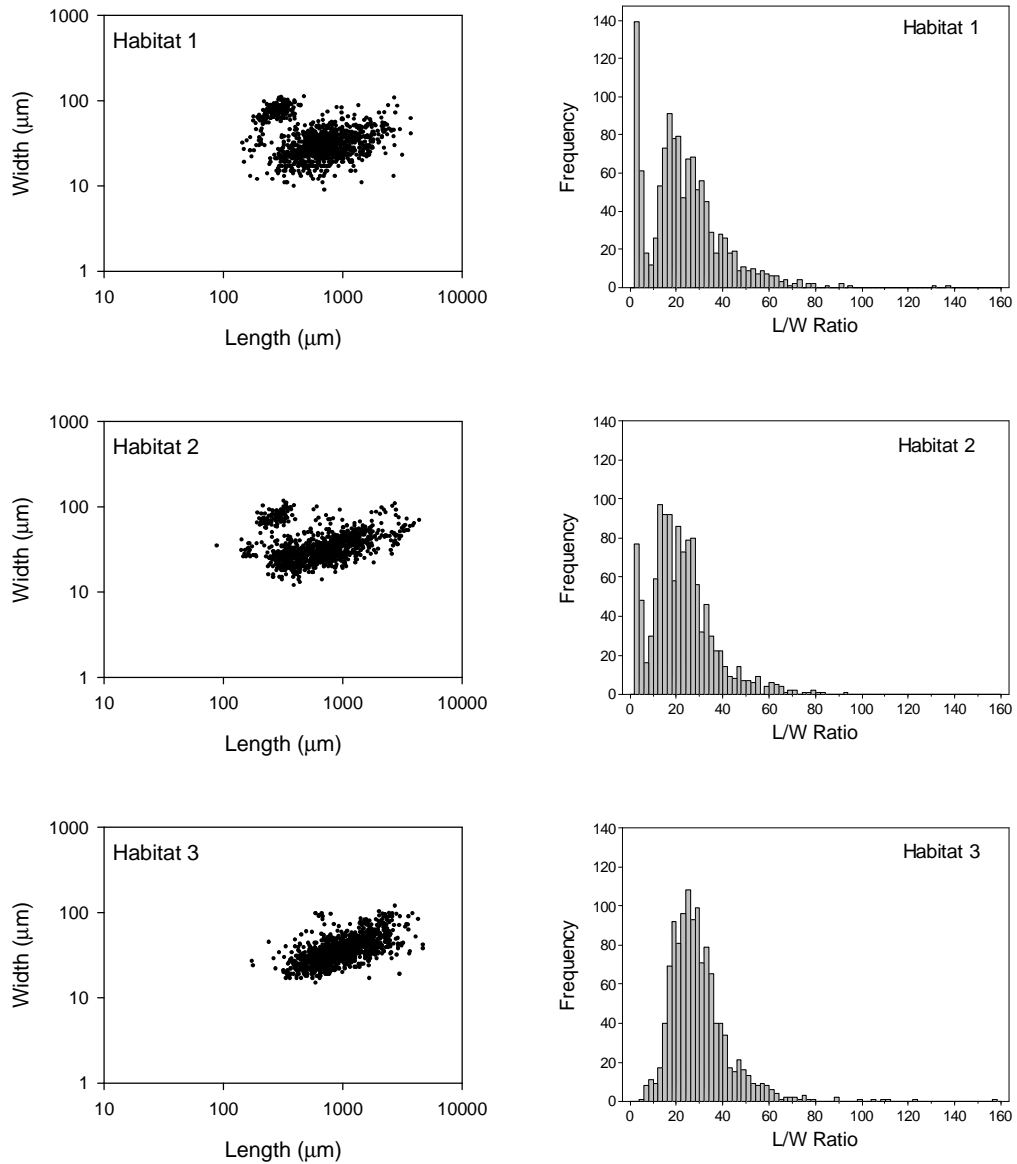 1000
Habitat 1
100
Width (μm)
10
1
10 100 1000 10000
Length (μm)
140
Habitat 1
120
100
Frequency
80
60
40
20
0
0 20 40 60 80 100 120 140 160
L/W Ratio
1000
Habitat 2
100
Width (μm)
10
1
10 100 1000 10000
Length (μm)
140
Habitat 2
120
100
Frequency
80
60
40
20
0
0 20 40 60 80 100 120 140 160
L/W Ratio
1000
Habitat 3
100
Width (μm)
10
1
10 100 1000 10000
Length (μm)
140
Habitat 3
120
100
Frequency
80
60
40
20
0
0 20 40 60 80 100 120 140 160
L/W Ratio